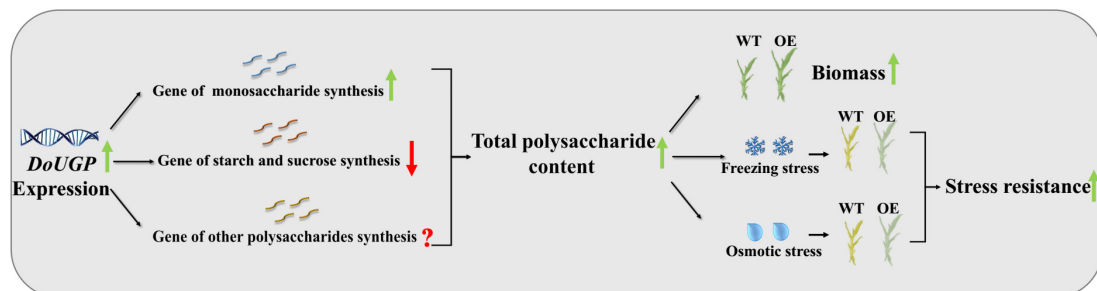 DoUGP
Expression
Gene of monosaccharide synthesis
Gene of starch and sucrose synthesis
Gene of other polysaccharides synthesis ?
Total polysaccharide
content
WT OE
Biomass
Freezing stress
WT OE
Osmotic stress
WT OE
Stress resistance